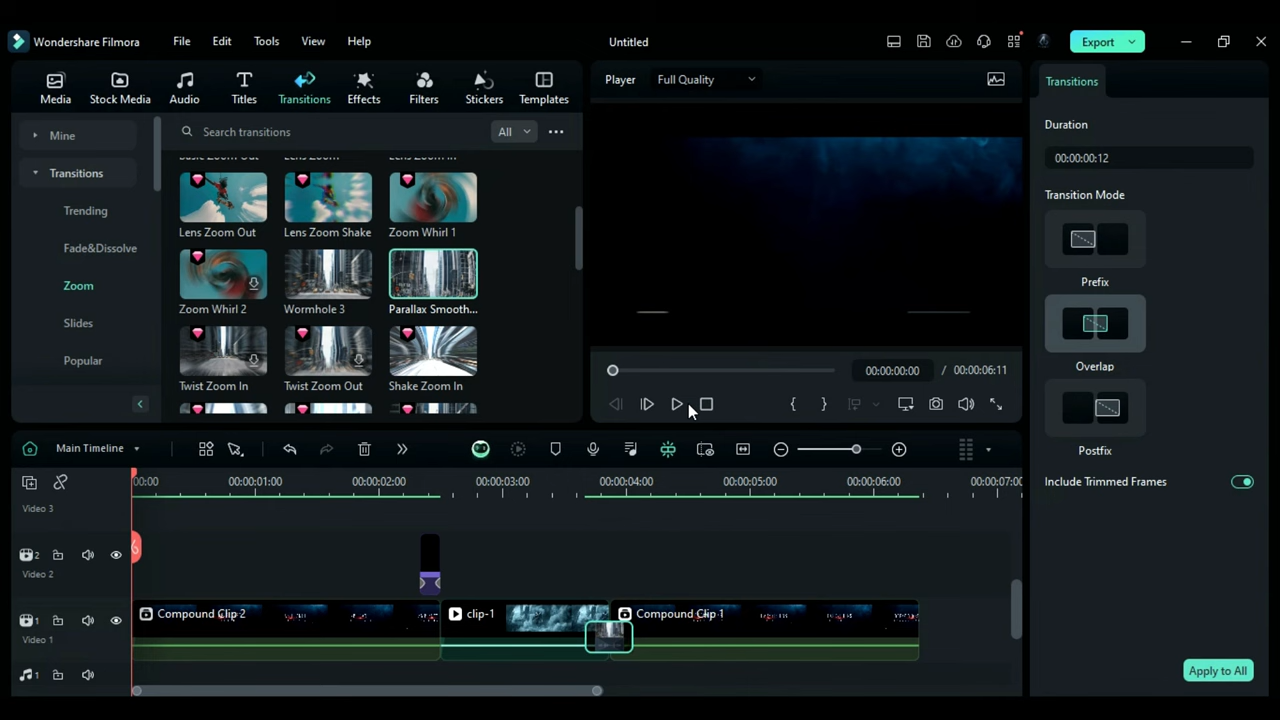 Wondershare Filmora
File
Edit
Tools
View
Help
Untitled
Export
Media
Stock Media
Audio
Titles
Transitions
Effects
Filters
Stickers
Templates
Player
Full Quality
Transitions
Mine
Search transitions
All
Duration
00:00:00:12
Transitions
Trending
Fade&Dissolve
Zoom
Slides
Popular
Lens Zoom Out
Lens Zoom Shake
Zoom Whirl 1
Zoom Whirl 2
Wormhole 3
Parallax Smooth...
Twist Zoom In
Twist Zoom Out
Shake Zoom In
Transition Mode
Prefix
Overlap
Postfix
Include Trimmed Frames
00:00:00:00 / 00:00:06:11
Main Timeline
00:00
00:00:01:00
00:00:02:00
00:00:03:00
00:00:04:00
00:00:05:00
00:00:06:00
00:00:07:00
Video 3
2
Video 2
1
Video 1
1
Compound Clip 2
clip-1
Compound Clip 1
Apply to All